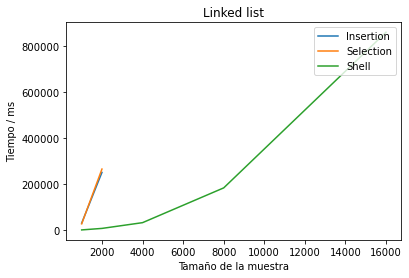 Linked list
Insertion
Selection
Shell
800000
600000
400000
200000
0
Tiempo / ms
2000 4000 6000 8000 10000 12000 14000 16000
Tamaño de la muestra